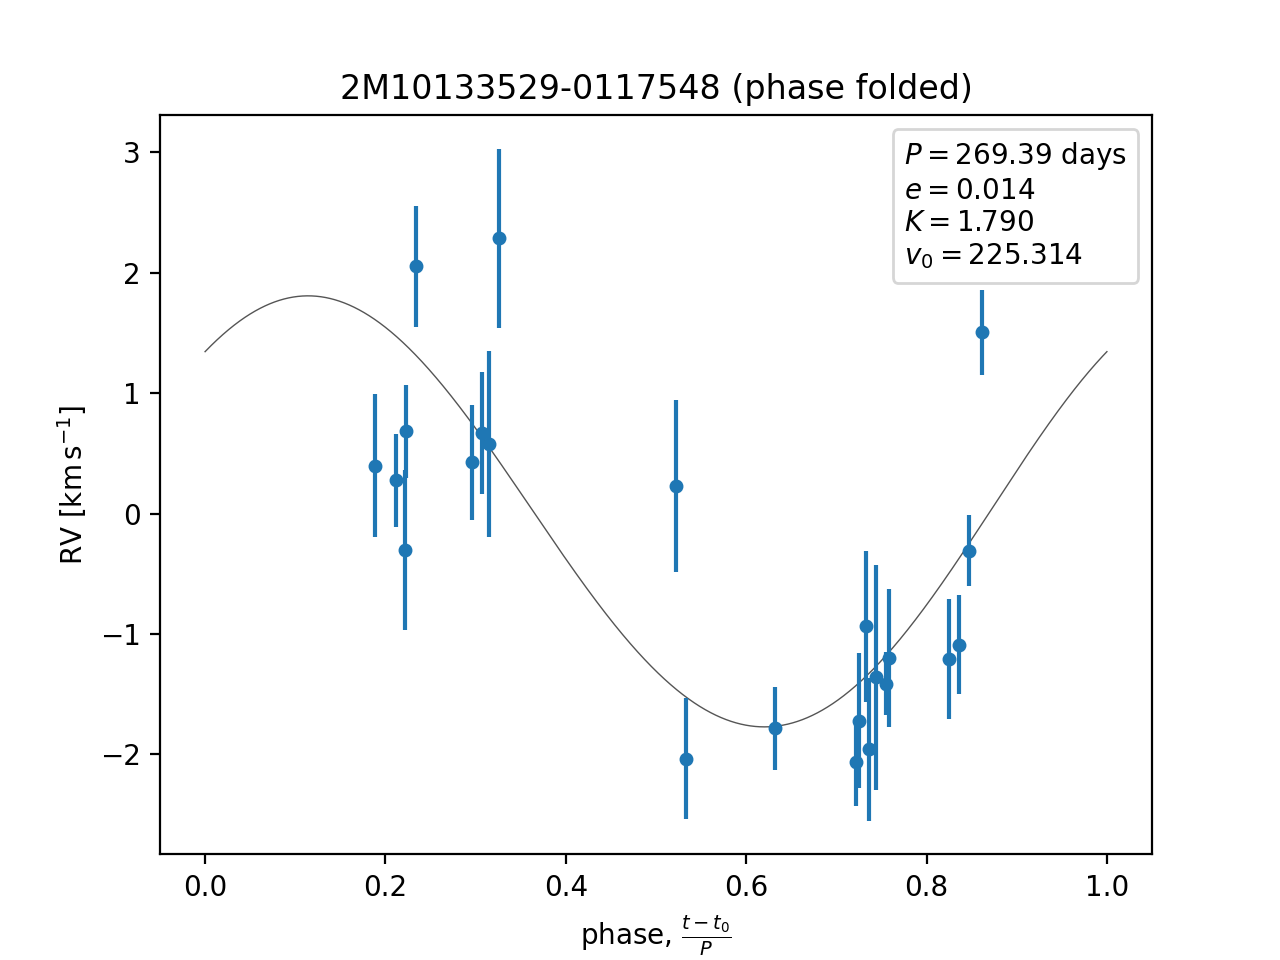 2M10133529-0117548 (phase folded)
P = 269.39 days
e = 0.014
K = 1.790
v₀ = 225.314
3
2
1
0
−1
−2
RV [km s⁻¹]
0.0 0.2 0.4 0.6 0.8 1.0
phase, (t − t₀)/P